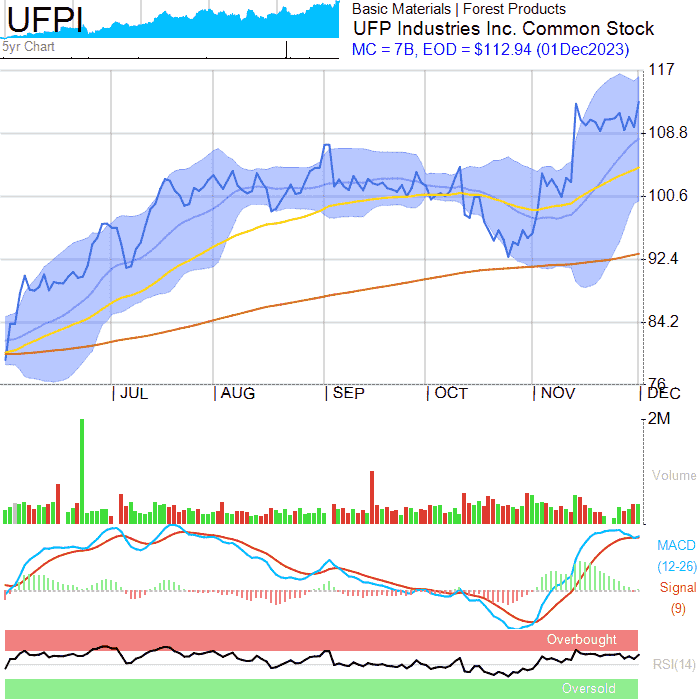 UFPI
5yr Chart
Basic Materials | Forest Products
UFP Industries Inc. Common Stock
MC = 7B, EOD = $112.94 (01Dec2023)
117
108.8
100.6
92.4
84.2
76
JUL
AUG
SEP
OCT
NOV
DEC
2M
Volume
MACD
(12-26)
Signal
(9)
Overbought
RSI(14)
Oversold